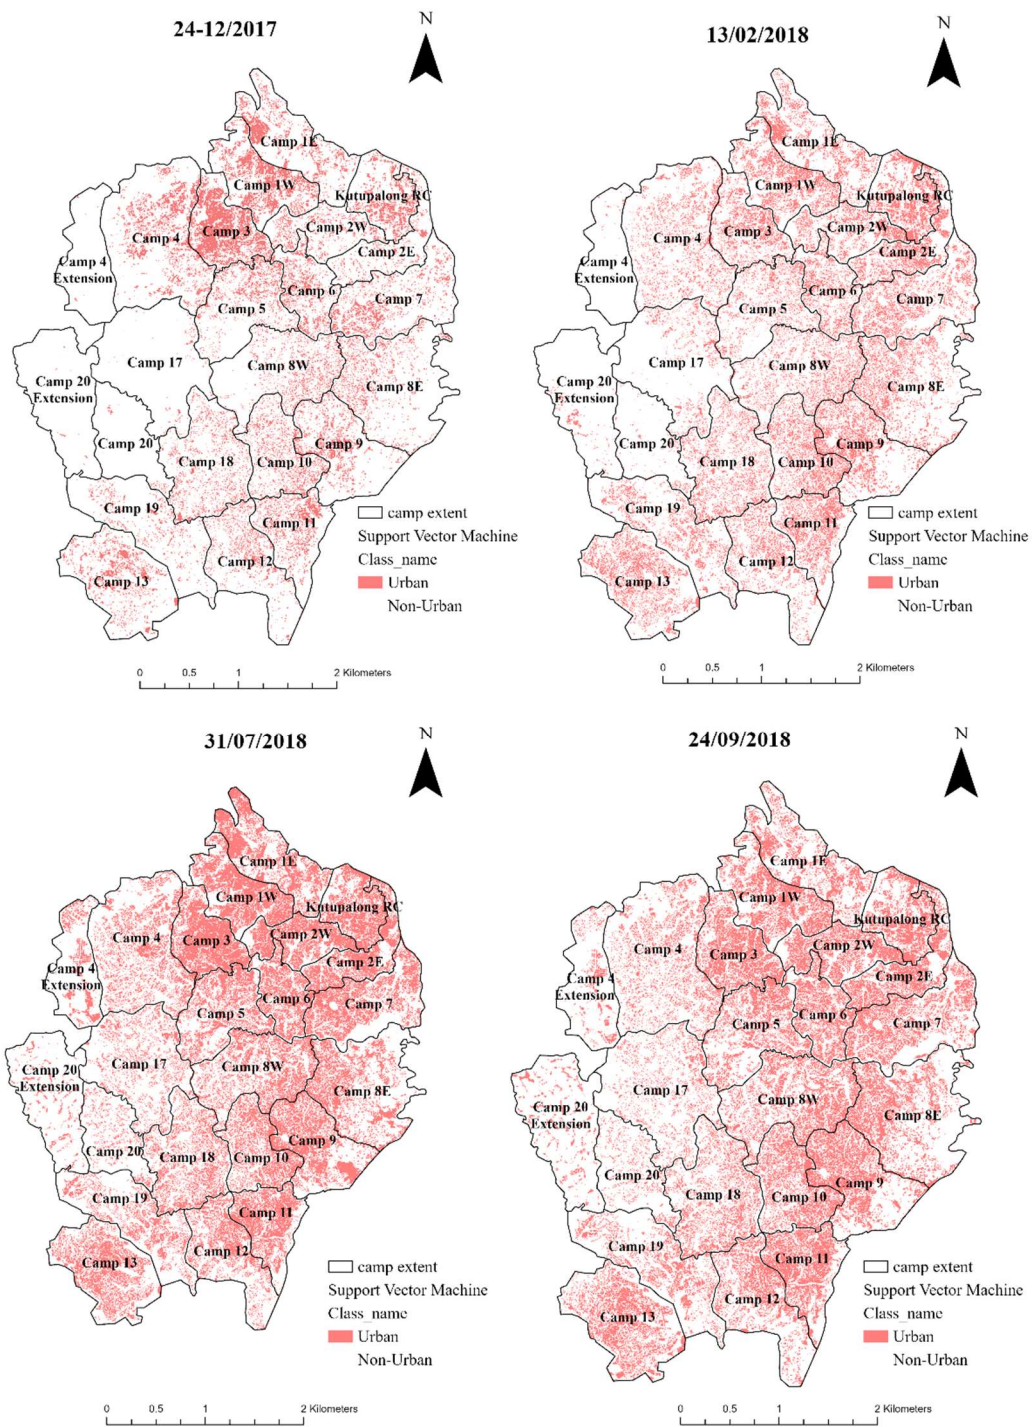 24-12/2017
N
Camp 1E
Camp 1W
Kutupalong RC
Camp 4
Camp 3
Camp 2W
Camp 2E
Camp 4
Extension
Camp 6
Camp 7
Camp 5
Camp 17
Camp 8W
Camp 20
Extension
Camp 8E
Camp 20
Camp 18
Camp 10
Camp 9
Camp 19
Camp 11
Camp 12
Camp 13
camp extent
Support Vector Machine
Class_name
Urban
Non-Urban
0 0.5 1 2 Kilometers
13/02/2018
N
Camp 1E
Camp 1W
Kutupalong RC
Camp 4
Camp 3
Camp 2W
Camp 2E
Camp 4
Extension
Camp 6
Camp 7
Camp 5
Camp 17
Camp 8W
Camp 20
Extension
Camp 8E
Camp 20
Camp 18
Camp 10
Camp 9
Camp 19
Camp 11
Camp 12
Camp 13
camp extent
Support Vector Machine
Class_name
Urban
Non-Urban
0 0.5 1 2 Kilometers
31/07/2018
N
Camp 1E
Camp 1W
Kutupalong RC
Camp 4
Camp 3
Camp 2W
Camp 2E
Camp 4
Extension
Camp 6
Camp 7
Camp 5
Camp 17
Camp 8W
Camp 20
Extension
Camp 8E
Camp 20
Camp 18
Camp 10
Camp 9
Camp 19
Camp 11
Camp 12
Camp 13
camp extent
Support Vector Machine
Class_name
Urban
Non-Urban
0 0.5 1 2 Kilometers
24/09/2018
N
Camp 1E
Camp 1W
Kutupalong RC
Camp 4
Camp 3
Camp 2W
Camp 2E
Camp 4
Extension
Camp 6
Camp 7
Camp 5
Camp 17
Camp 8W
Camp 20
Extension
Camp 8E
Camp 20
Camp 18
Camp 10
Camp 9
Camp 19
Camp 11
Camp 12
Camp 13
camp extent
Support Vector Machine
Class_name
Urban
Non-Urban
0 0.5 1 2 Kilometers